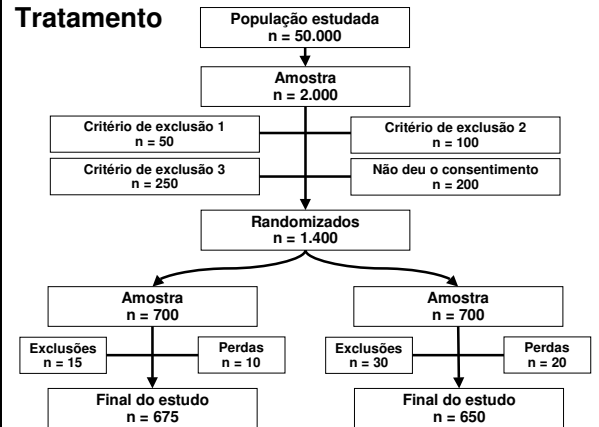 Tratamento
População estudada
n = 50.000
Amostra
n = 2.000
Critério de exclusão 1
n = 50
Critério de exclusão 2
n = 100
Critério de exclusão 3
n = 250
Não deu o consentimento
n = 200
Randomizados
n = 1.400
Amostra
n = 700
Amostra
n = 700
Exclusões
n = 15
Perdas
n = 10
Exclusões
n = 30
Perdas
n = 20
Final do estudo
n = 675
Final do estudo
n = 650